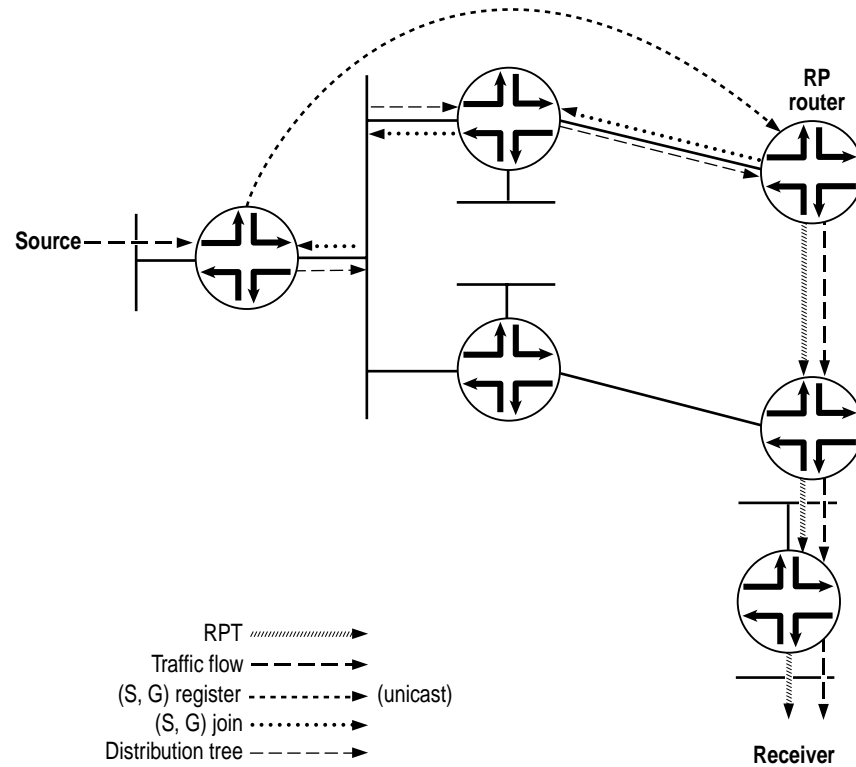 RP
router
Source
RPT
Traffic flow
(S, G) register
(unicast)
(S, G) join
Distribution tree
Receiver